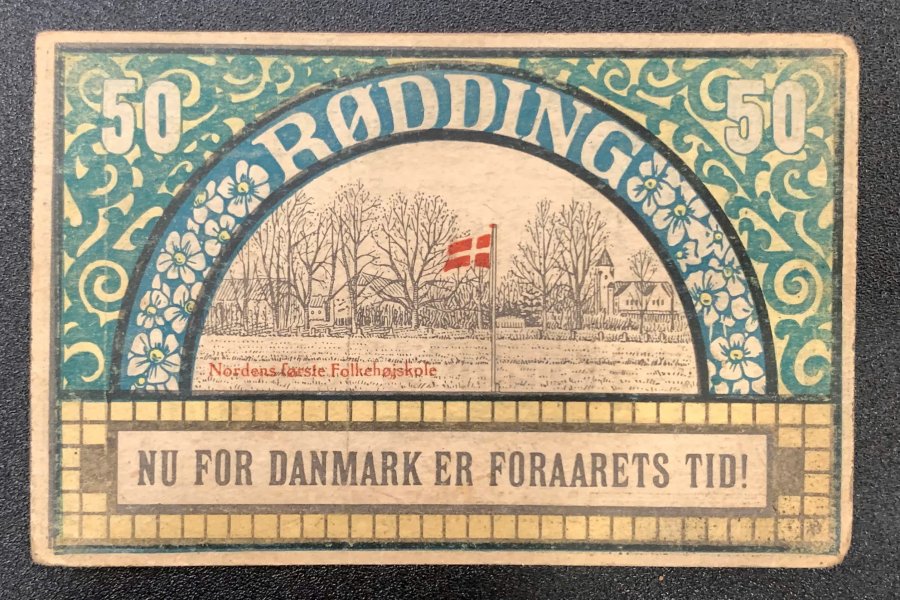 50
50
RØDDING
Nordens første Folkehøjskole
NU FOR DANMARK ER FORAARETS TID!